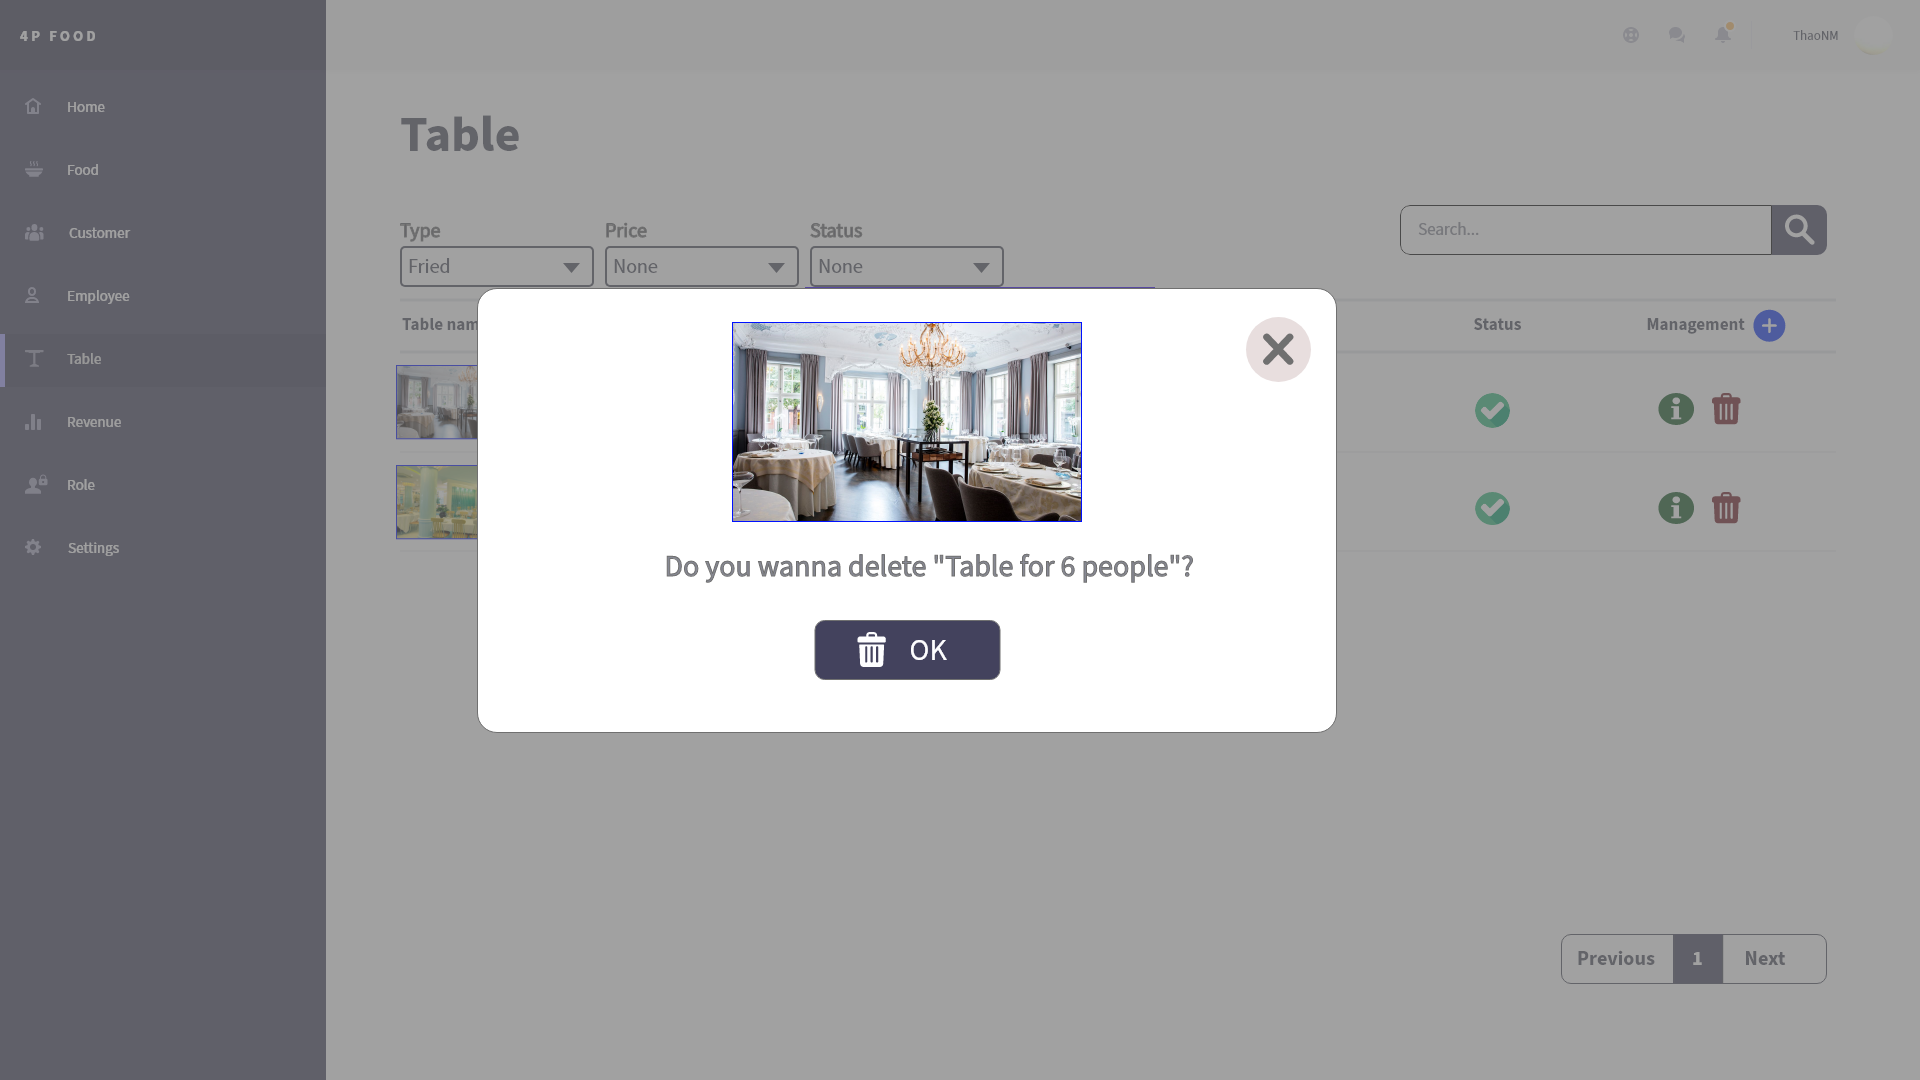 4P FOOD
ThaoNM
Home
Food
Customer
Employee
Table
Revenue
Role
Settings
Table
Type
Price
Status
Fried
None
None
Search...
Table nam
Status
Management
Do you wanna delete "Table for 6 people"?
OK
Previous
1
Next